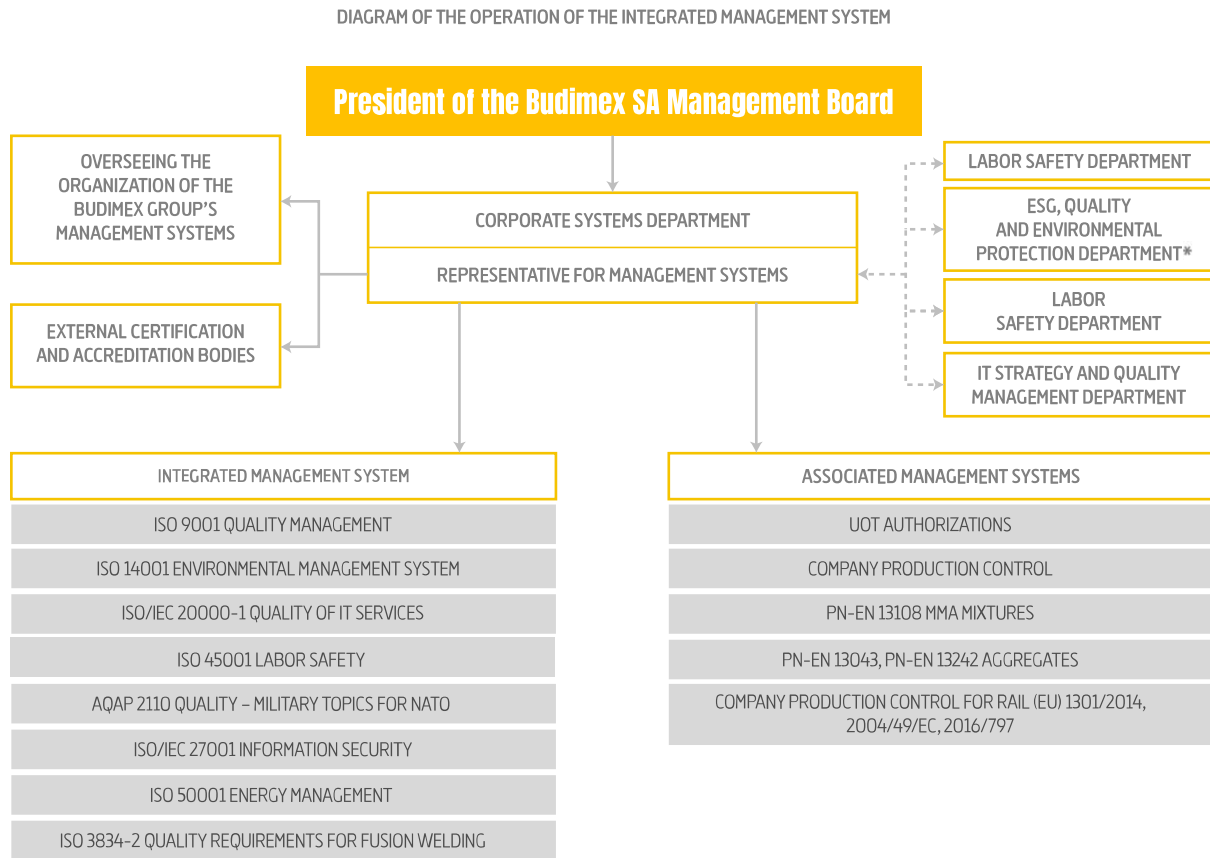 DIAGRAM OF THE OPERATION OF THE INTEGRATED MANAGEMENT SYSTEM
President of the Budimex SA Management Board
OVERSEEING THE
ORGANIZATION OF THE
BUDIMEX GROUP'S
MANAGEMENT SYSTEMS
EXTERNAL CERTIFICATION
AND ACCREDITATION BODIES
CORPORATE SYSTEMS DEPARTMENT
REPRESENTATIVE FOR MANAGEMENT SYSTEMS
LABOR SAFETY DEPARTMENT
ESG, QUALITY
AND ENVIRONMENTAL
PROTECTION DEPARTMENT*
LABOR
SAFETY DEPARTMENT
IT STRATEGY AND QUALITY
MANAGEMENT DEPARTMENT
INTEGRATED MANAGEMENT SYSTEM
ISO 9001 QUALITY MANAGEMENT
ISO 14001 ENVIRONMENTAL MANAGEMENT SYSTEM
ISO/IEC 20000-1 QUALITY OF IT SERVICES
ISO 45001 LABOR SAFETY
AQAP 2110 QUALITY – MILITARY TOPICS FOR NATO
ISO/IEC 27001 INFORMATION SECURITY
ISO 50001 ENERGY MANAGEMENT
ISO 3834-2 QUALITY REQUIREMENTS FOR FUSION WELDING
ASSOCIATED MANAGEMENT SYSTEMS
UOT AUTHORIZATIONS
COMPANY PRODUCTION CONTROL
PN-EN 13108 MMA MIXTURES
PN-EN 13043, PN-EN 13242 AGGREGATES
COMPANY PRODUCTION CONTROL FOR RAIL (EU) 1301/2014,
2004/49/EC, 2016/797